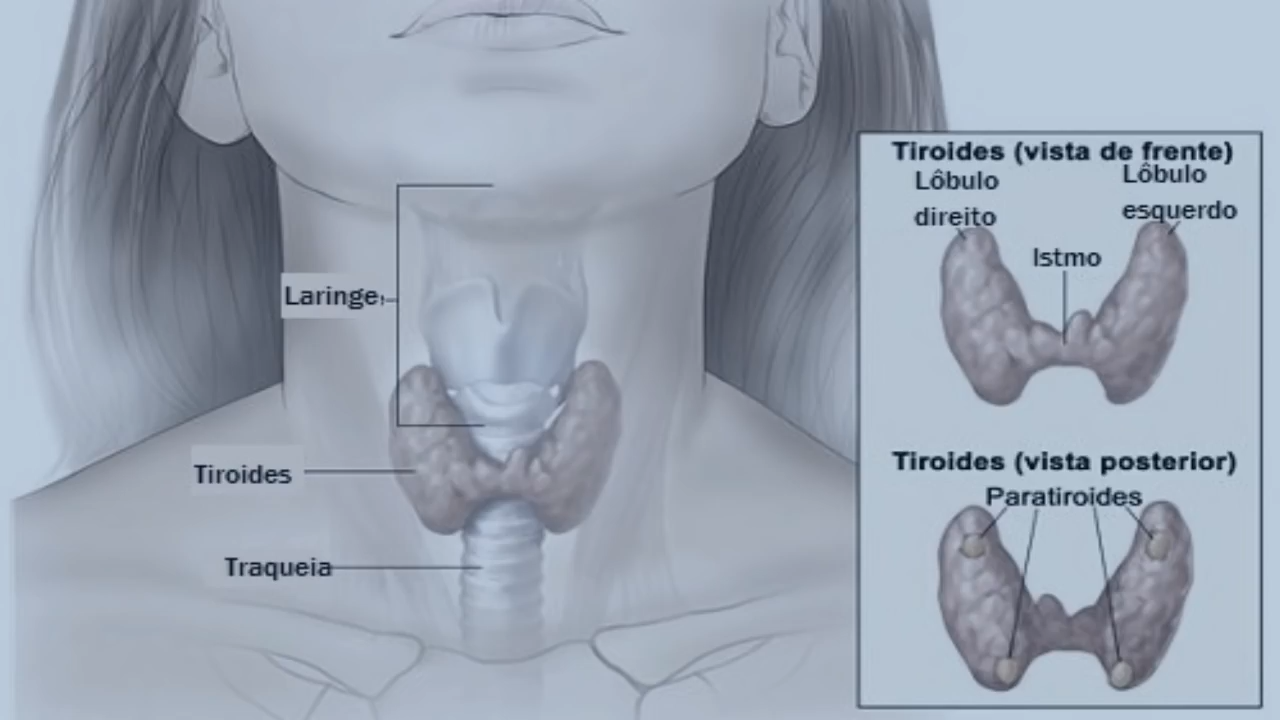 Laringe
Tiroides
Traqueia
Tiroides (vista de frente)
Lôbulo
direito
Lôbulo
esquerdo
Istmo
Tiroides (vista posterior)
Paratiroides